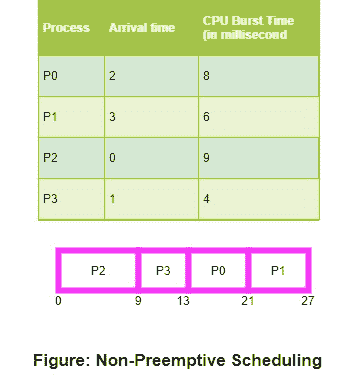 Process Arrival time CPU Burst Time
(in millisecond
P0 2 8
P1 3 6
P2 0 9
P3 1 4
P2 P3 P0 P1
0 9 13 21 27
Figure: Non-Preemptive Scheduling